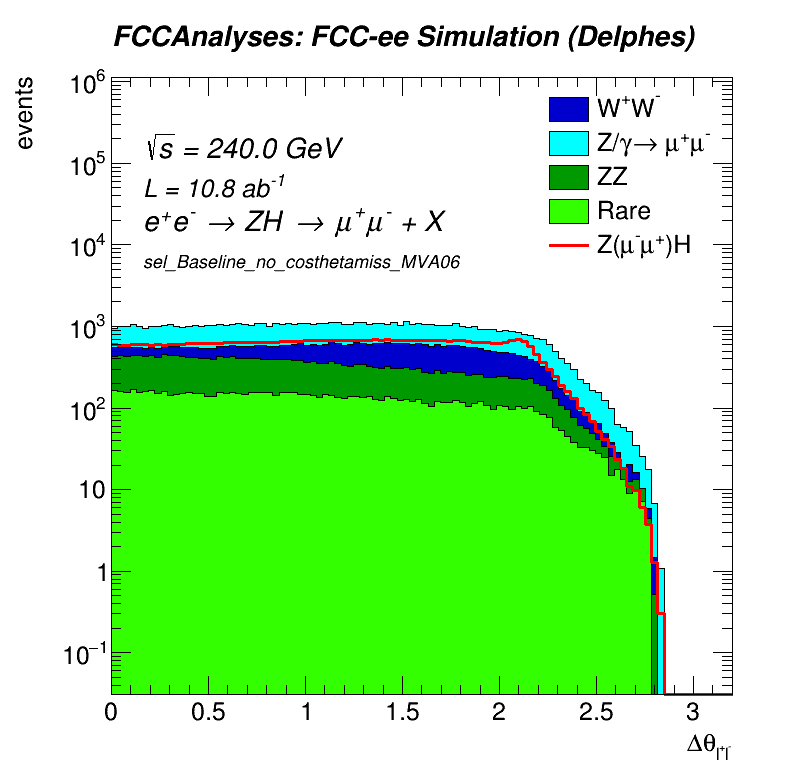 FCCAnalyses: FCC-ee Simulation (Delphes)
events
10⁶
10⁵
10⁴
10³
10²
10
1
10⁻¹
√s = 240.0 GeV
L = 10.8 ab⁻¹
e⁺e⁻ → ZH → μ⁺μ⁻ + X
sel_Baseline_no_costhetamiss_MVA06
W⁺W⁻
Z/γ→ μ⁺μ⁻
ZZ
Rare
Z(μ⁻μ⁺)H
0 0.5 1 1.5 2 2.5 3
Δθ_l⁺l⁻